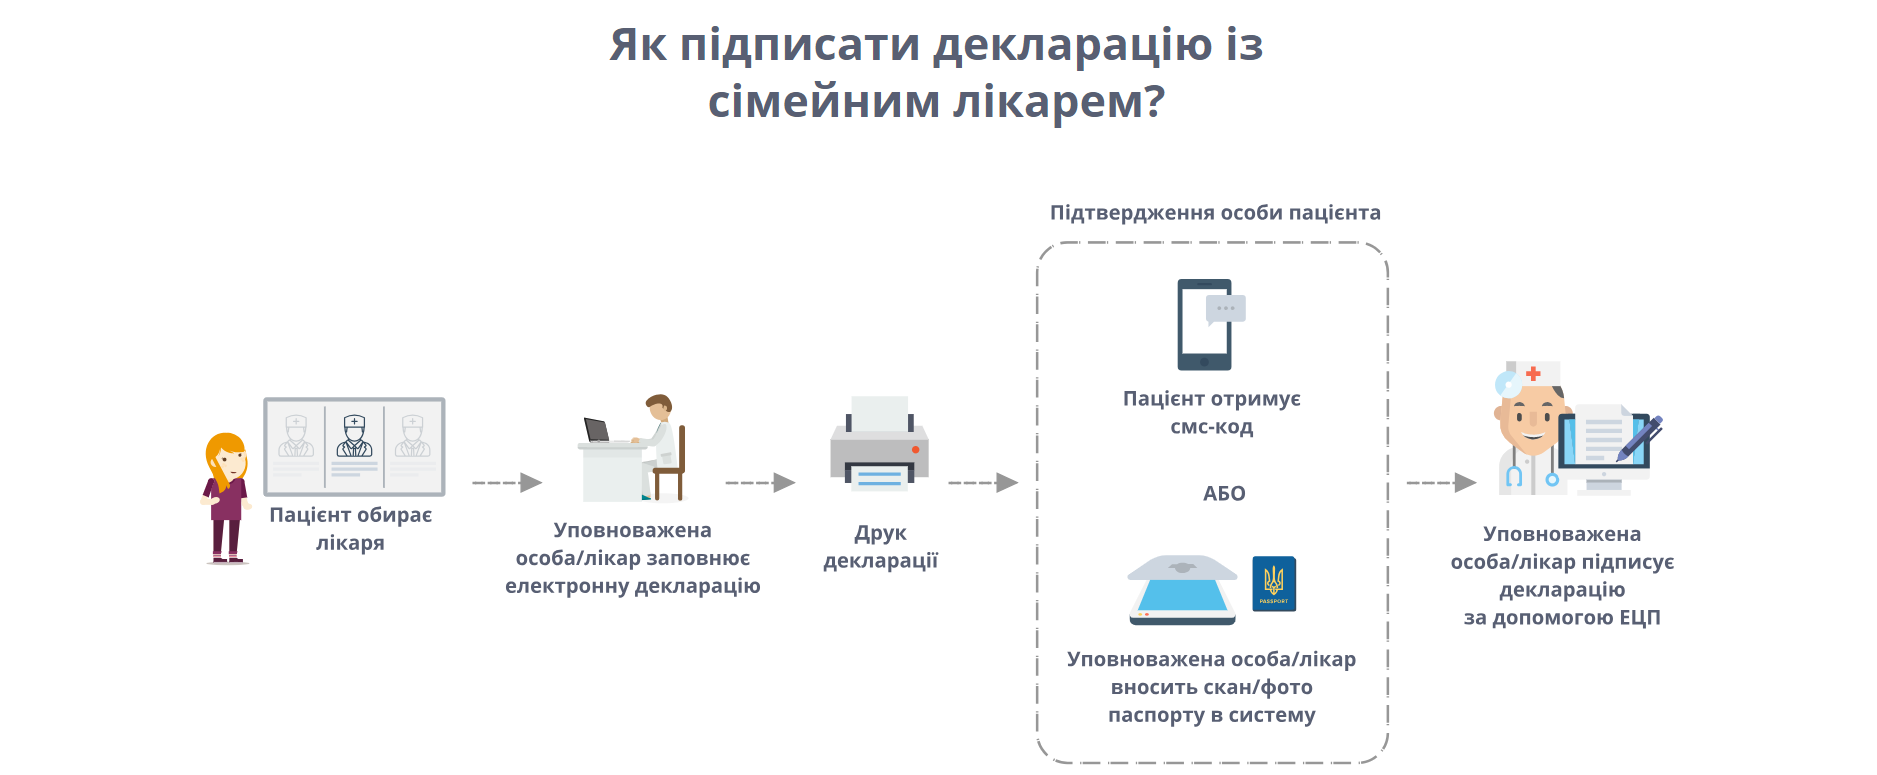 Як підписати декларацію із
сімейним лікарем?
Пацієнт обирає
лікаря
Уповноважена
особа/лікар заповнює
електронну декларацію
Друк
декларації
Підтвердження особи пацієнта
Пацієнт отримує
смс-код
АБО
PASSPORT
Уповноважена особа/лікар
вносить скан/фото
паспорту в систему
Уповноважена
особа/лікар підписує
декларацію
за допомогою ЕЦП